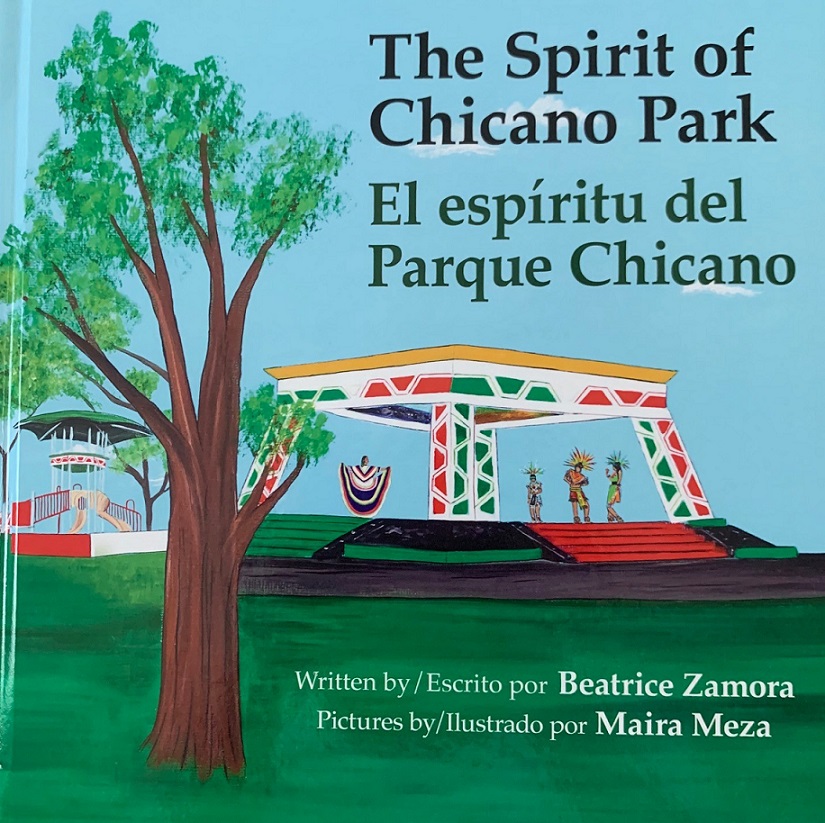 The Spirit of
Chicano Park
El espíritu del
Parque Chicano
Written by/Escrito por Beatrice Zamora
Pictures by/Ilustrado por Maira Meza